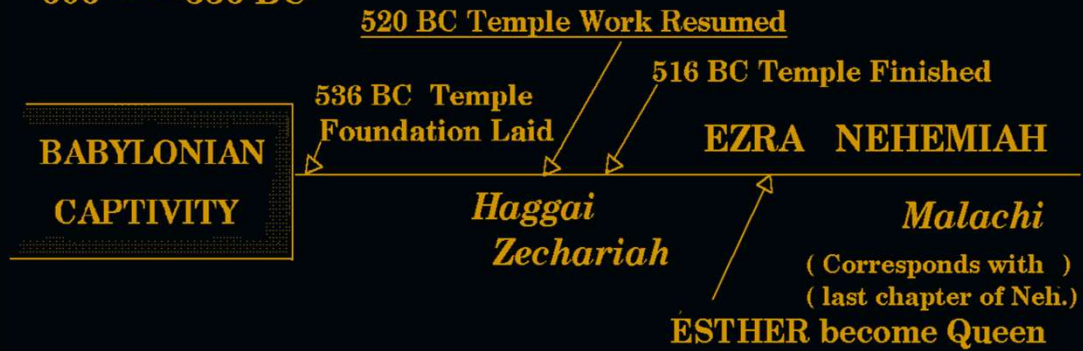 520 BC Temple Work Resumed
516 BC Temple Finished
536 BC Temple
Foundation Laid
BABYLONIAN
CAPTIVITY
EZRA NEHEMIAH
Haggai
Zechariah
Malachi
( Corresponds with )
( last chapter of Neh.)
ESTHER become Queen